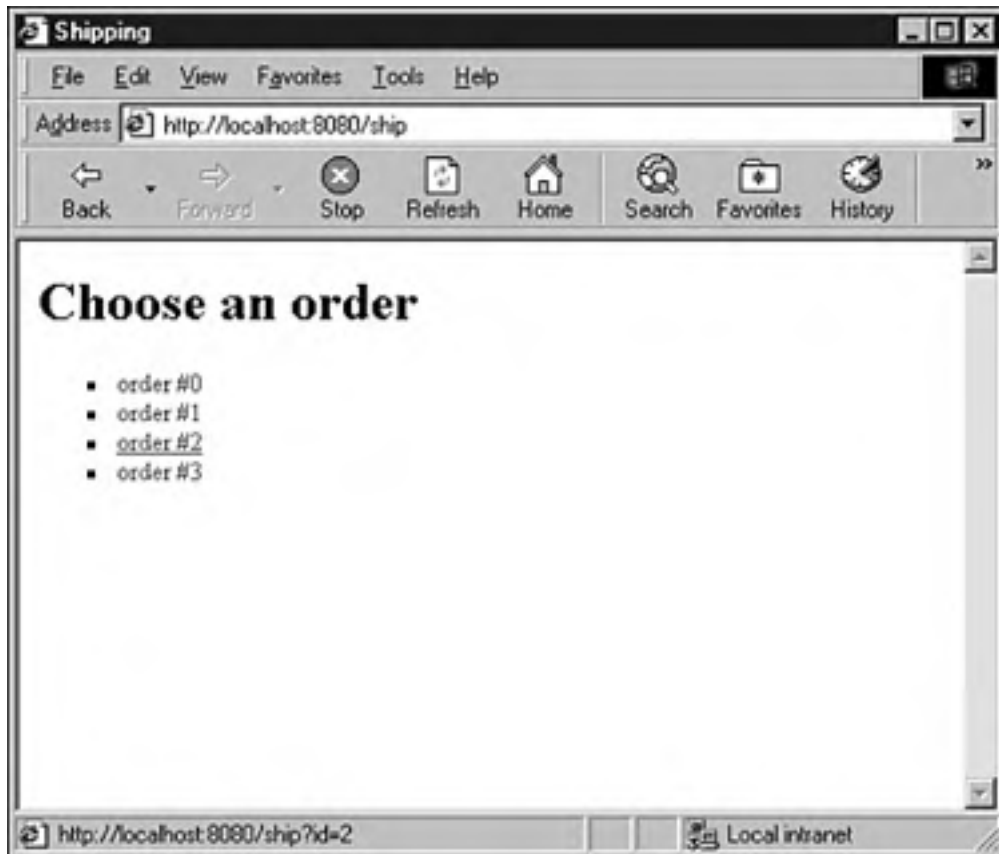 Shipping
File Edit View Favorites Tools Help
Address http://localhost:8080/ship
Back Forward Stop Refresh Home Search Favorites History »
Choose an order
▪ order #0
▪ order #1
▪ order #2
▪ order #3
http://localhost:8080/ship?id=2 Local intranet